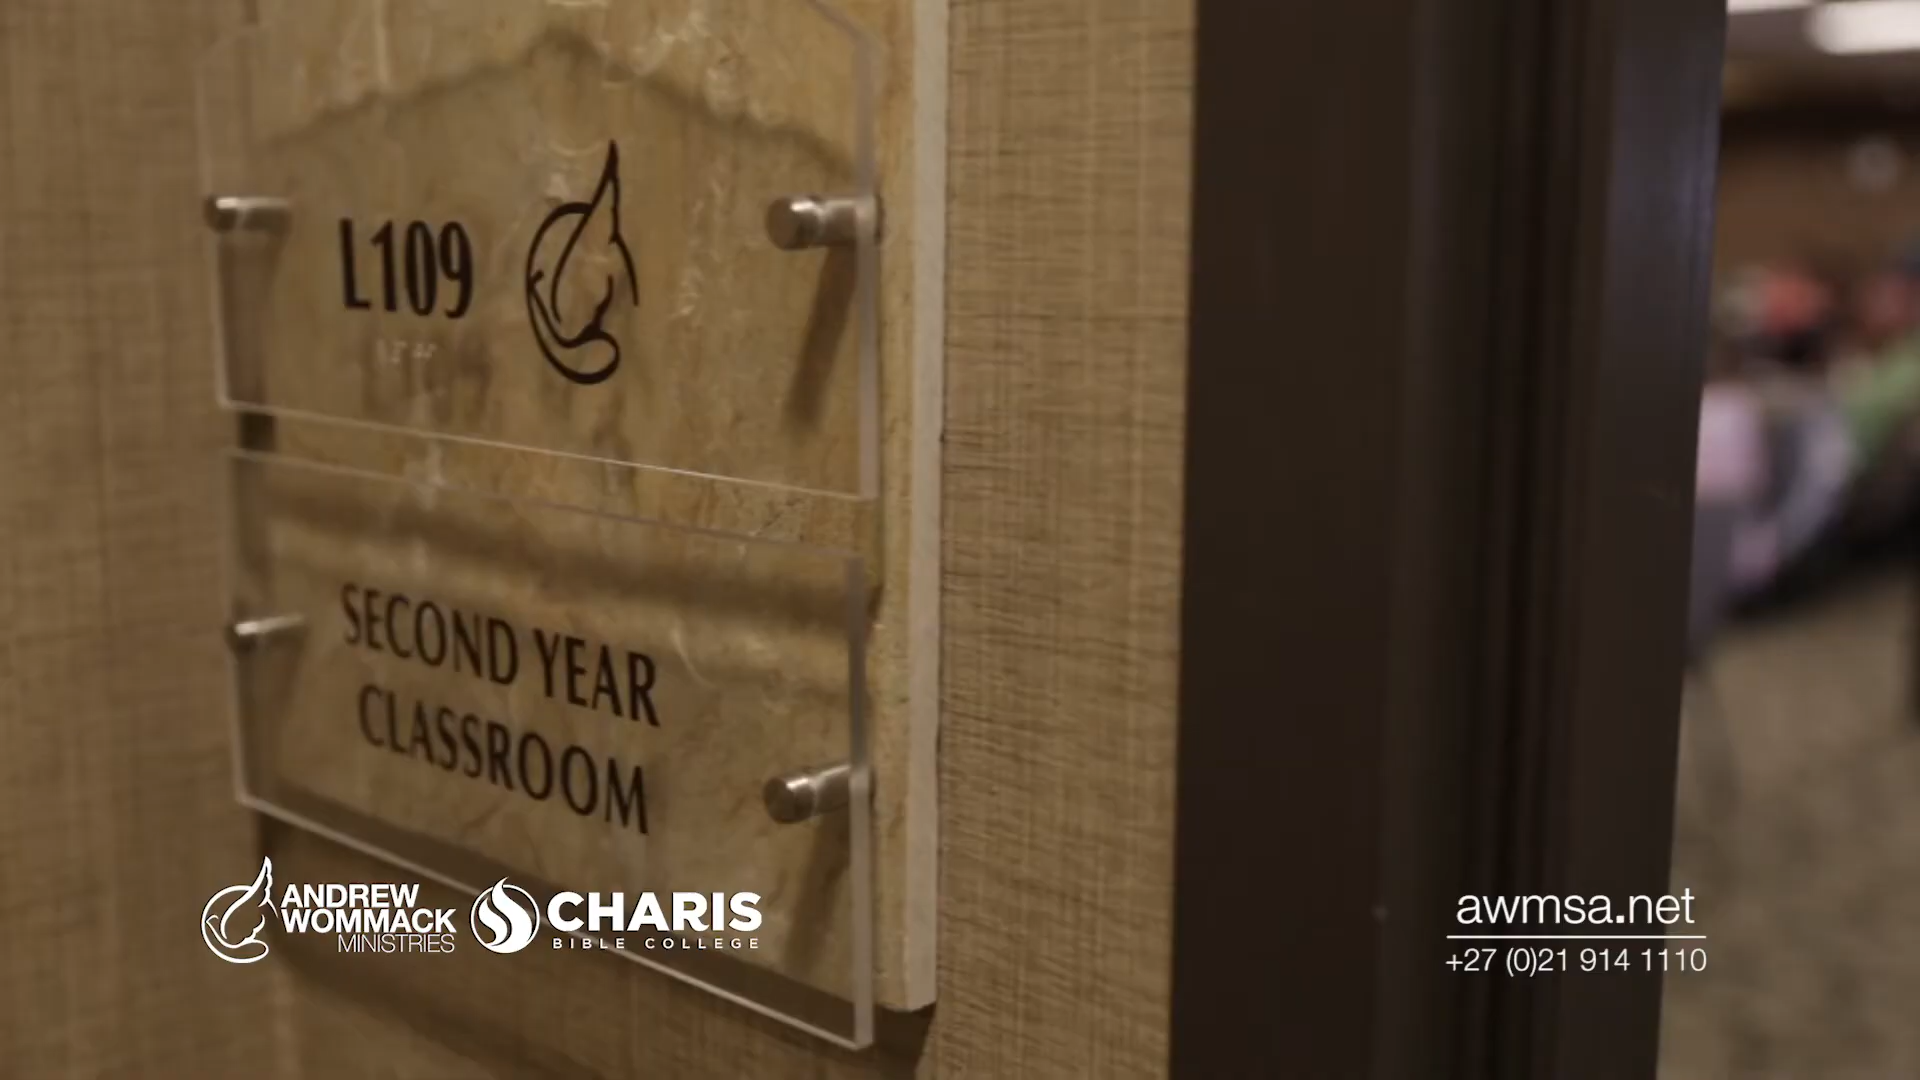 L109
SECOND YEAR
CLASSROOM
ANDREW
WOMMACK
MINISTRIES
CHARIS
BIBLE COLLEGE
awmsa.net
+27 (0)21 914 1110